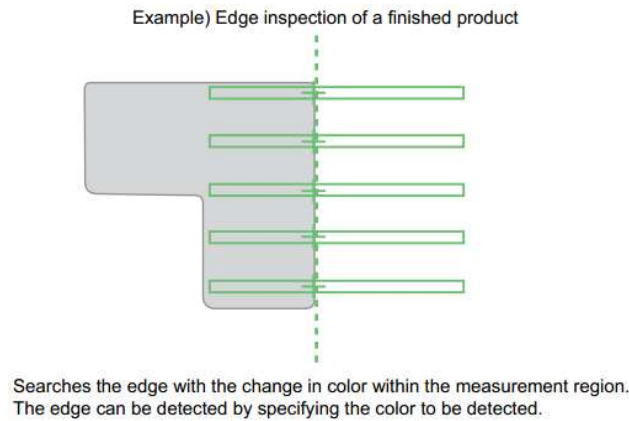 Example) Edge inspection of a finished product
Searches the edge with the change in color within the measurement region.
The edge can be detected by specifying the color to be detected.